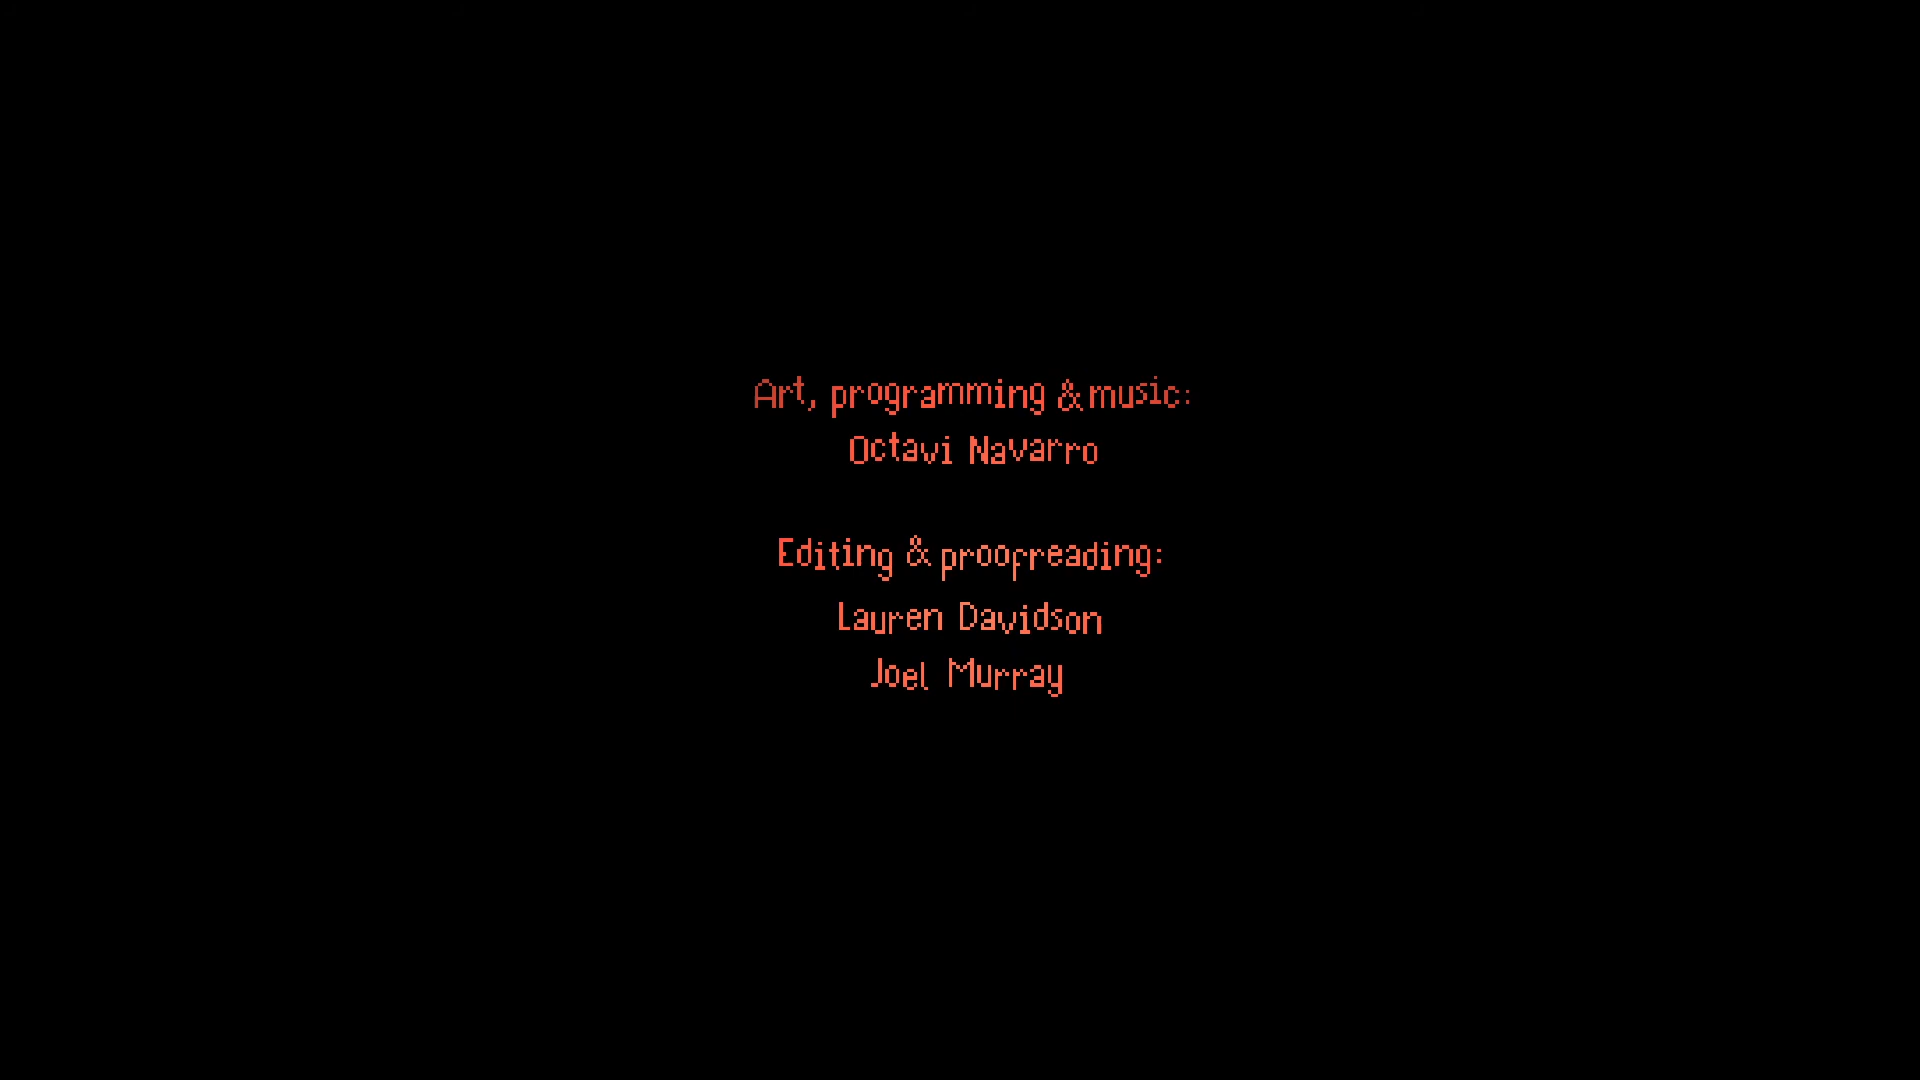 Art, programming & music:
Octavi Navarro
Editing & proofreading:
Lauren Davidson
Joel Murray